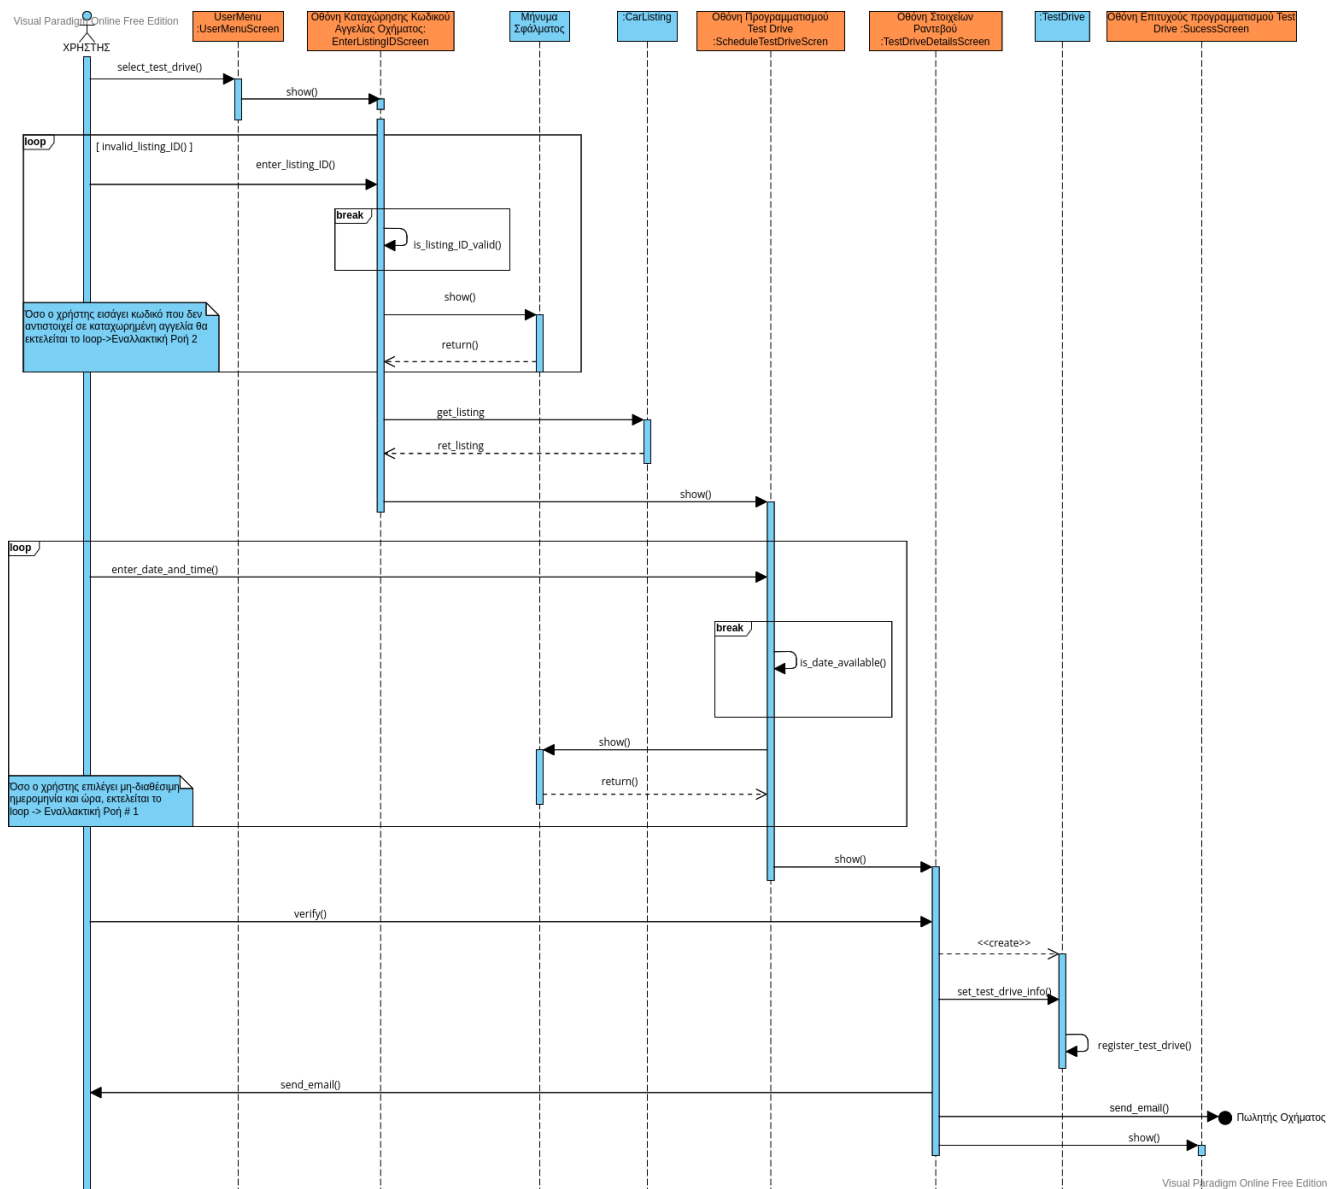 Visual Paradigm Online Free Edition
ΧΡΗΣΤΗΣ
UserMenu
:UserMenuScreen
Οθόνη Καταχώρησης Κωδικού
Αγγελίας Οχήματος:
EnterListingIDScreen
Μήνυμα
Σφάλματος
:CarListing
Οθόνη Προγραμματισμού
Test Drive
:ScheduleTestDriveScren
Οθόνη Στοιχείων
Ραντεβού
:TestDriveDetailsScreen
:TestDrive
Οθόνη Επιτυχούς προγραμματισμού Test
Drive :SucessScreen
select_test_drive()
show()
loop
[ invalid_listing_ID() ]
enter_listing_ID()
break
is_listing_ID_valid()
show()
Όσο ο χρήστης εισάγει κωδικό που δεν
αντιστοιχεί σε καταχωρημένη αγγελία θα
εκτελείται το loop->Εναλλακτική Ροή 2
return()
get_listing
ret_listing
show()
loop
enter_date_and_time()
break
is_date_available()
show()
return()
Όσο ο χρήστης επιλέγει μη-διαθέσιμη
ημερομηνία και ώρα, εκτελείται το
loop -> Εναλλακτική Ροή # 1
show()
verify()
<<create>>
set_test_drive_info()
register_test_drive()
send_email()
send_email()
Πωλητής Οχήματος
show()
Visual Paradigm Online Free Edition